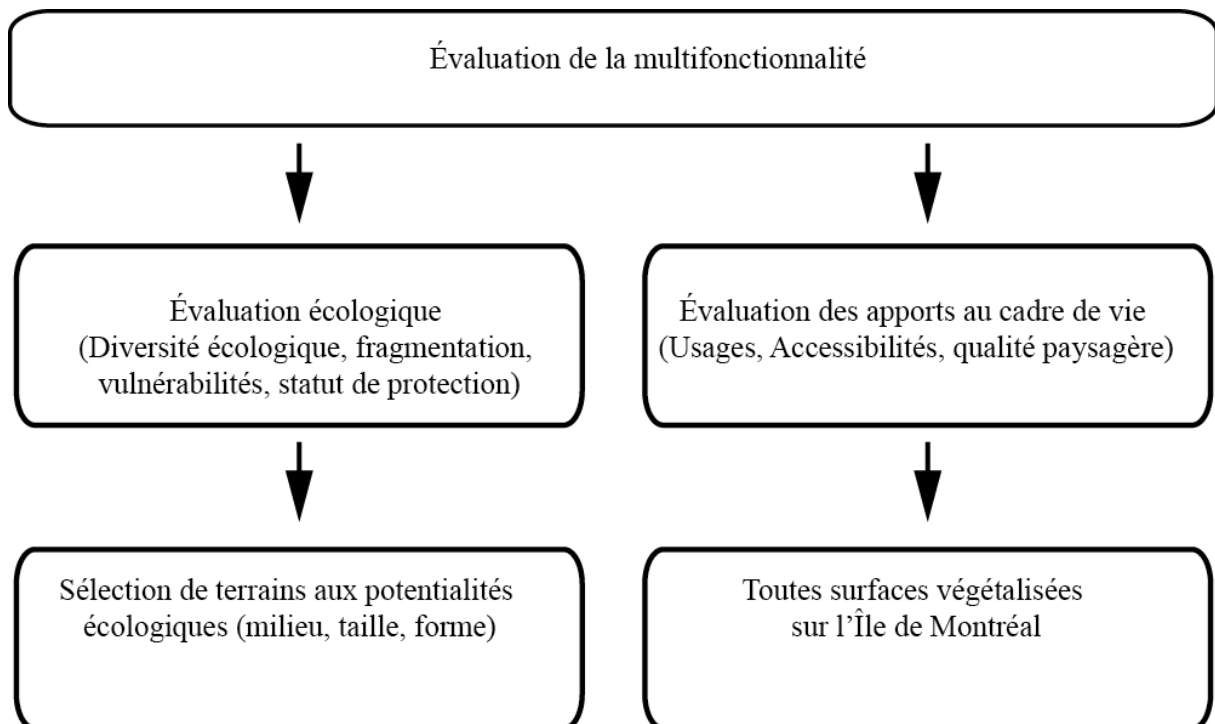 Évaluation de la multifonctionnalité
Évaluation écologique
(Diversité écologique, fragmentation,
vulnérabilités, statut de protection)
Évaluation des apports au cadre de vie
(Usages, Accessibilités, qualité paysagère)
Sélection de terrains aux potentialités
écologiques (milieu, taille, forme)
Toutes surfaces végétalisées
sur l'Île de Montréal